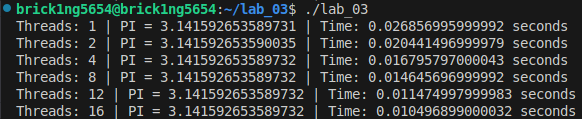 brick1ng5654@brick1ng5654:~/lab_03$ ./lab_03
Threads: 1 | PI = 3.141592653589731 | Time: 0.026856995999992 seconds
Threads: 2 | PI = 3.141592653590035 | Time: 0.020441496999979 seconds
Threads: 4 | PI = 3.141592653589732 | Time: 0.016795797000043 seconds
Threads: 8 | PI = 3.141592653589731 | Time: 0.014645696999992 seconds
Threads: 12 | PI = 3.141592653589732 | Time: 0.011474997999983 seconds
Threads: 16 | PI = 3.141592653589732 | Time: 0.010496899000032 seconds